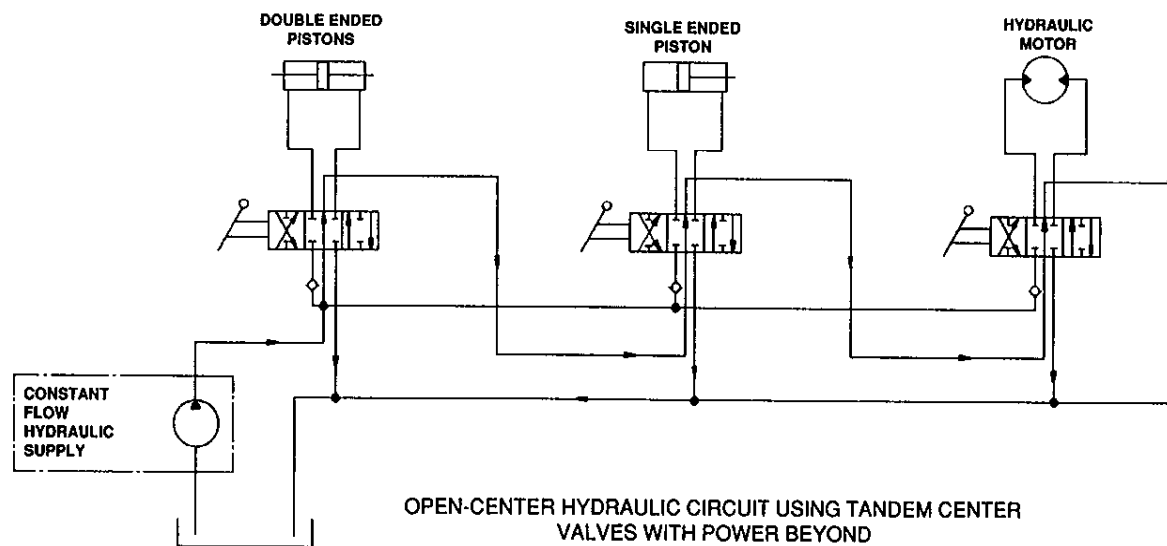 DOUBLE ENDED
PISTONS
SINGLE ENDED
PISTON
HYDRAULIC
MOTOR
CONSTANT
FLOW
HYDRAULIC
SUPPLY
OPEN-CENTER HYDRAULIC CIRCUIT USING TANDEM CENTER
VALVES WITH POWER BEYOND